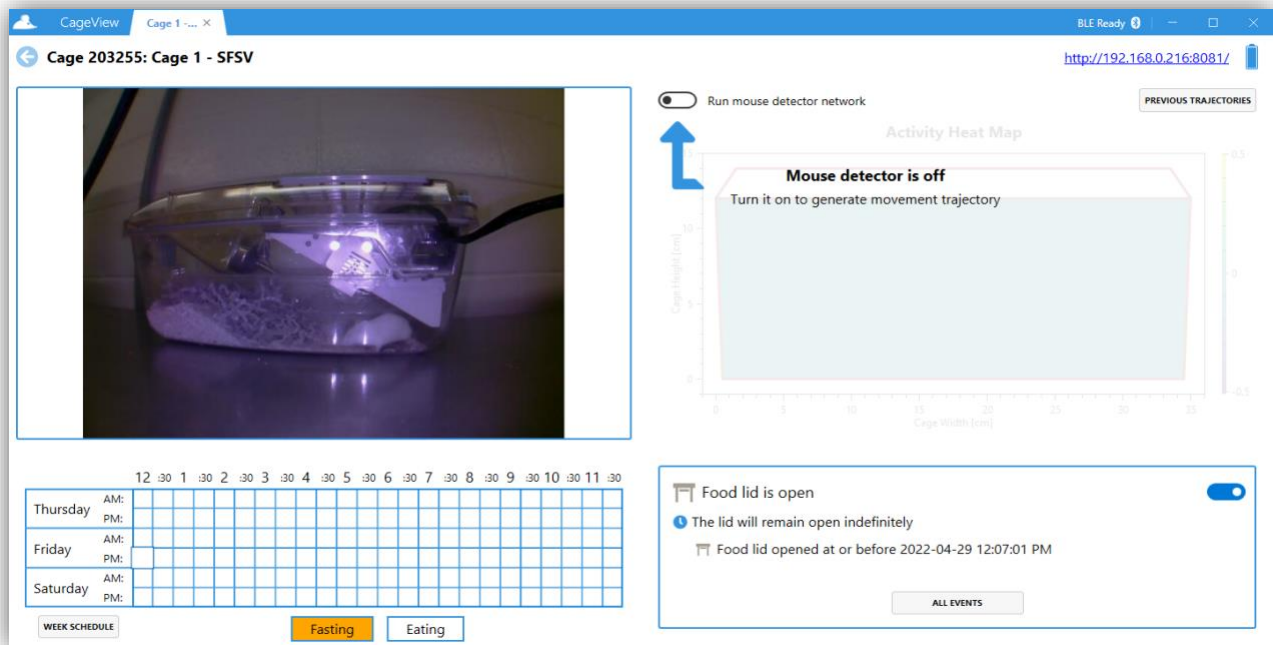 CageView
Cage 1 -... ×
BLE Ready
Cage 203255: Cage 1 - SFSV
http://192.168.0.216:8081/
Run mouse detector network
PREVIOUS TRAJECTORIES
Activity Heat Map
Mouse detector is off
Turn it on to generate movement trajectory
15
10
5
0
Cage Height [cm]
0 5 10 15 20 25 30 35
Cage Width [cm]
0.5
0
-0.5
12 :30 1 :30 2 :30 3 :30 4 :30 5 :30 6 :30 7 :30 8 :30 9 :30 10 :30 11 :30
Thursday
AM:
PM:
Friday
AM:
PM:
Saturday
AM:
PM:
WEEK SCHEDULE
Fasting
Eating
Food lid is open
The lid will remain open indefinitely
Food lid opened at or before 2022-04-29 12:07:01 PM
ALL EVENTS